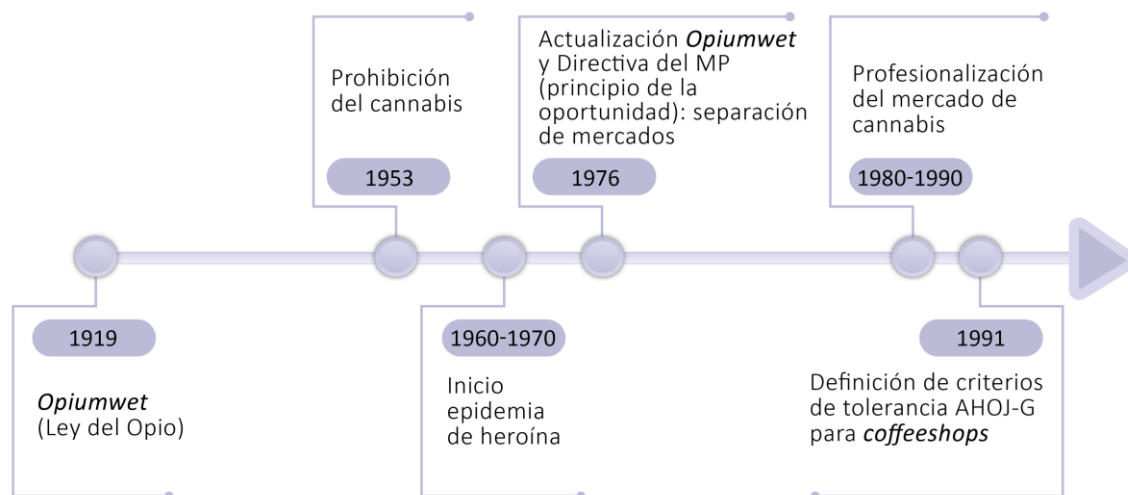 1919
Opiumwet
(Ley del Opio)
Prohibición
del cannabis
1953
1960-1970
Inicio
epidemia
de heroína
Actualización Opiumwet
y Directiva del MP
(principio de la
oportunidad): separación
de mercados
1976
Profesionalización
del mercado de
cannabis
1980-1990
1991
Definición de criterios
de tolerancia AHOJ-G
para coffeeshops